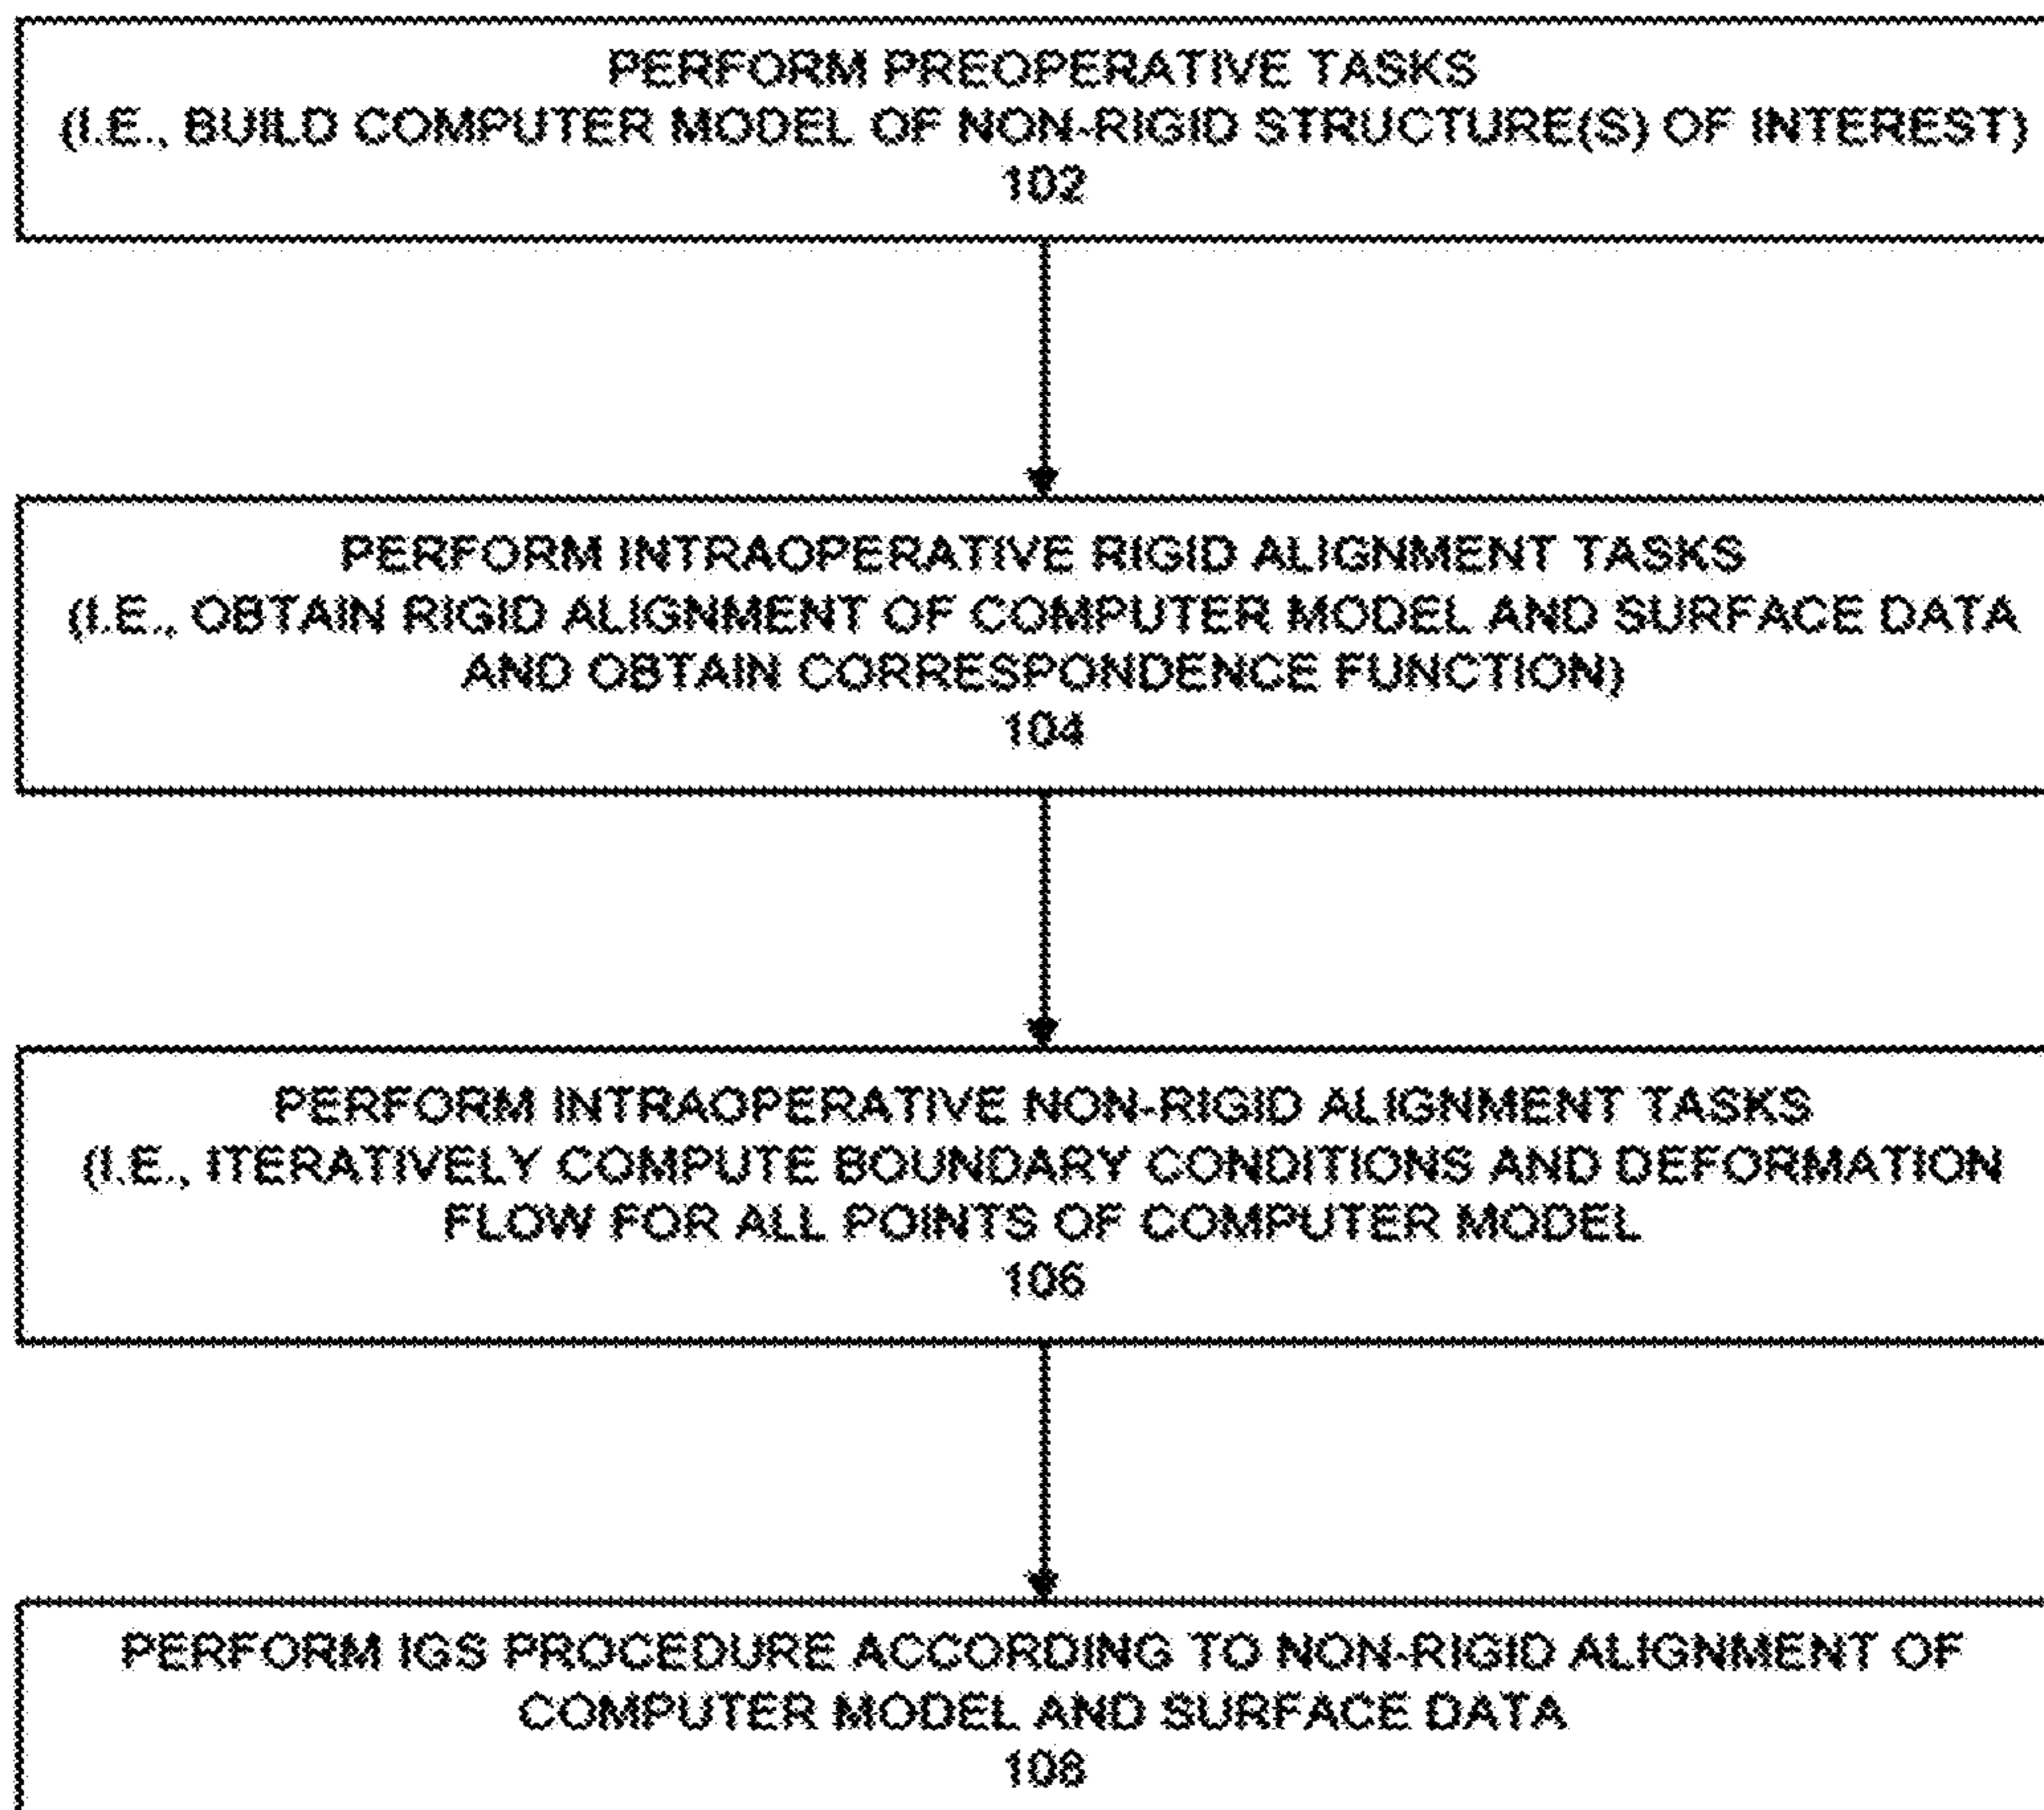 PERFORM PREOPERATIVE TASKS
(I.E., BUILD COMPUTER MODEL OF NON-RIGID STRUCTURE(S) OF INTEREST)
102
PERFORM INTRAOPERATIVE RIGID ALIGNMENT TASKS
(I.E., OBTAIN RIGID ALIGNMENT OF COMPUTER MODEL AND SURFACE DATA
AND OBTAIN CORRESPONDENCE FUNCTION)
104
PERFORM INTRAOPERATIVE NON-RIGID ALIGNMENT TASKS
(I.E., ITERATIVELY COMPUTE BOUNDARY CONDITIONS AND DEFORMATION
FLOW FOR ALL POINTS OF COMPUTER MODEL
106
PERFORM IGS PROCEDURE ACCORDING TO NON-RIGID ALIGNMENT OF
COMPUTER MODEL AND SURFACE DATA
108